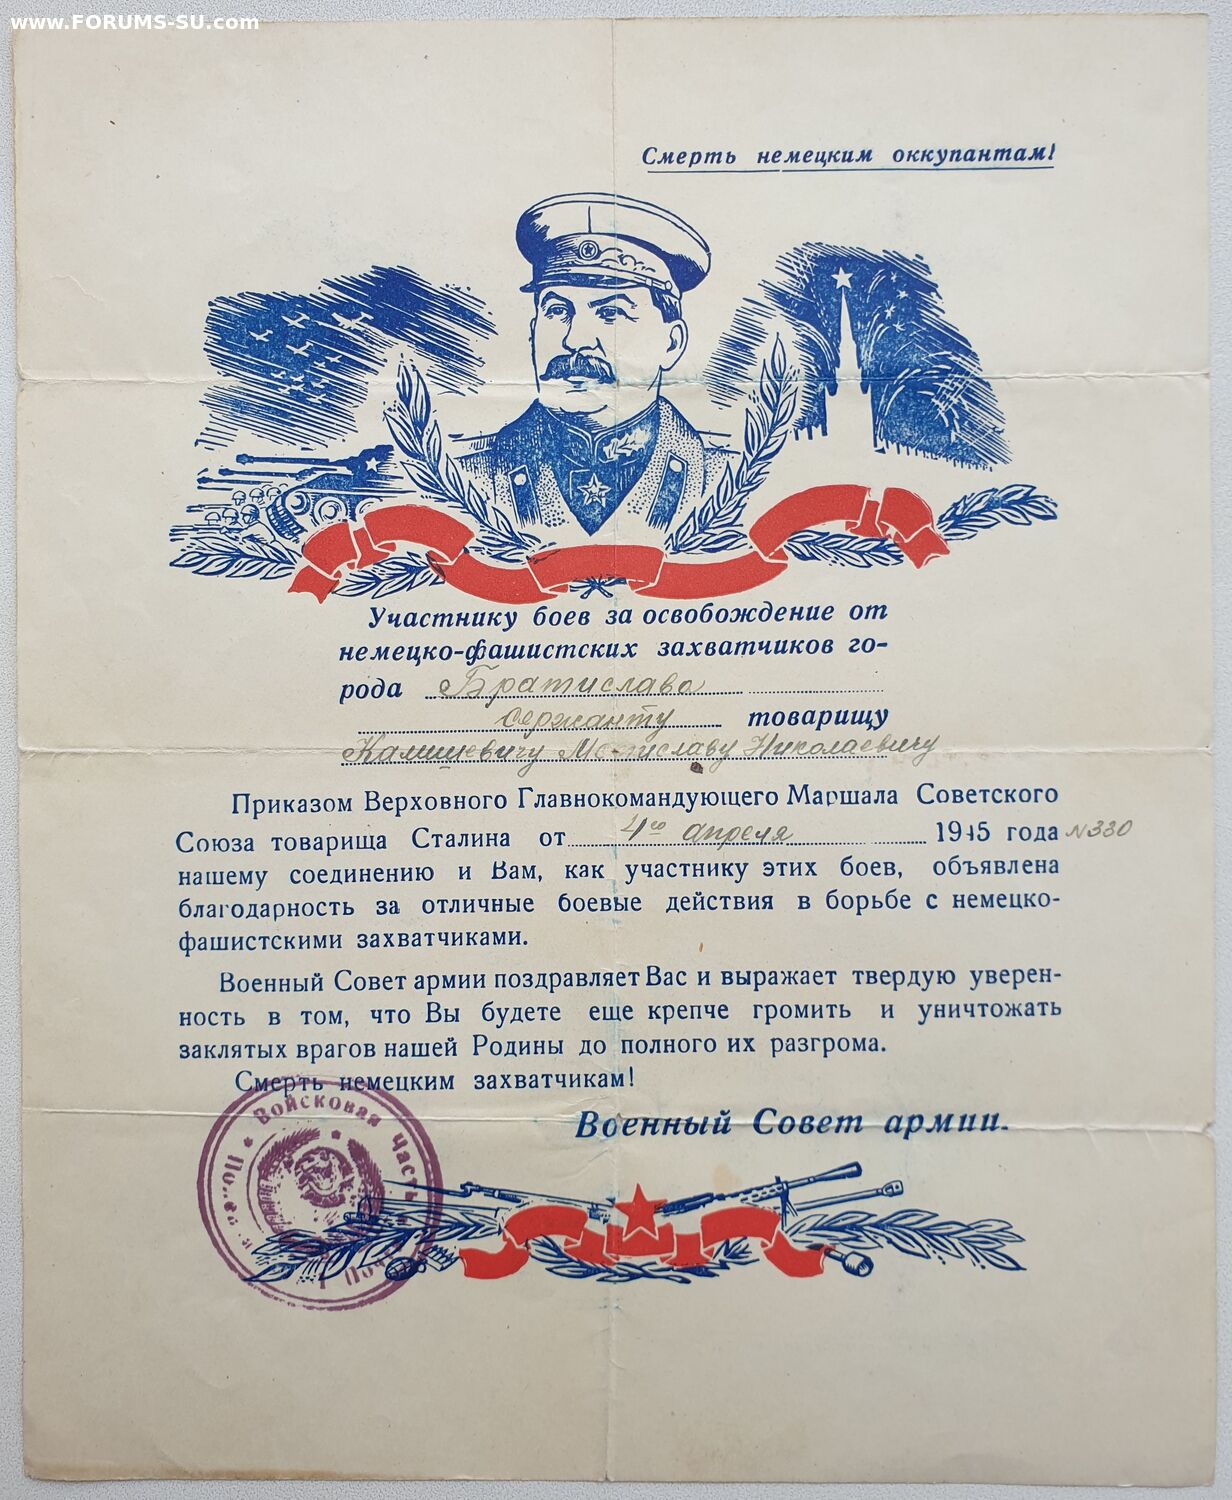 www.FORUMS-SU.com
Смерть немецким оккупантам!
Участнику боев за освобождение от
немецко-фашистских захватчиков го-
рода Братислава
сержанту товарищу
Камишевичу Мстиславу Николаевичу
Приказом Верховного Главнокомандующего Маршала Советского
Союза товарища Сталина от 4го апреля 1945 года №330
нашему соединению и Вам, как участнику этих боев, объявлена
благодарность за отличные боевые действия в борьбе с немецко-
фашистскими захватчиками.
Военный Совет армии поздравляет Вас и выражает твердую уверен-
ность в том, что Вы будете еще крепче громить и уничтожать
заклятых врагов нашей Родины до полного их разгрома.
Смерть немецким захватчикам!
Военный Совет армии.
Войсковая часть